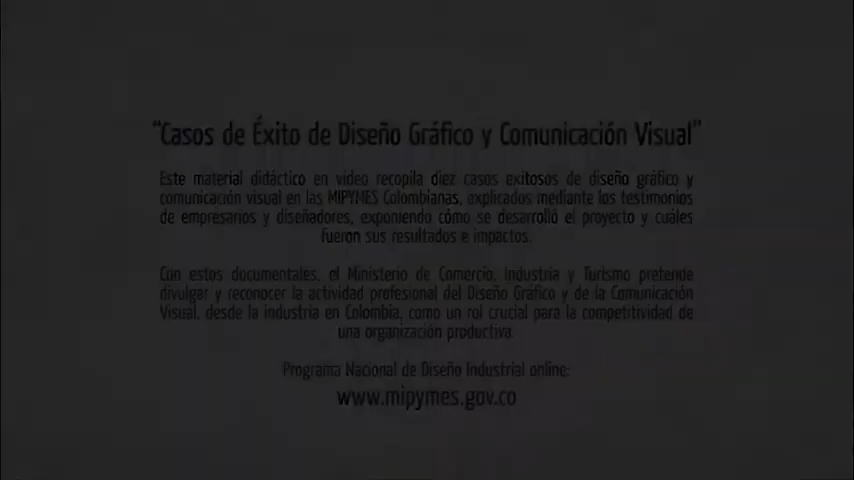 “Casos de Éxito de Diseño Gráfico y Comunicación Visual”
Este material didáctico en video recopila diez casos exitosos de diseño gráfico y
comunicación visual en las MIPYMES Colombianas, explicados mediante los testimonios
de empresarios y diseñadores, exponiendo cómo se desarrolló el proyecto y cuáles
fueron sus resultados e impactos.
Con estos documentales, el Ministerio de Comercio, Industria y Turismo pretende
divulgar y reconocer la actividad profesional del Diseño Gráfico y de la Comunicación
Visual, desde la industria en Colombia, como un rol crucial para la competitividad de
una organización productiva.
Programa Nacional de Diseño Industrial online:
www.mipymes.gov.co